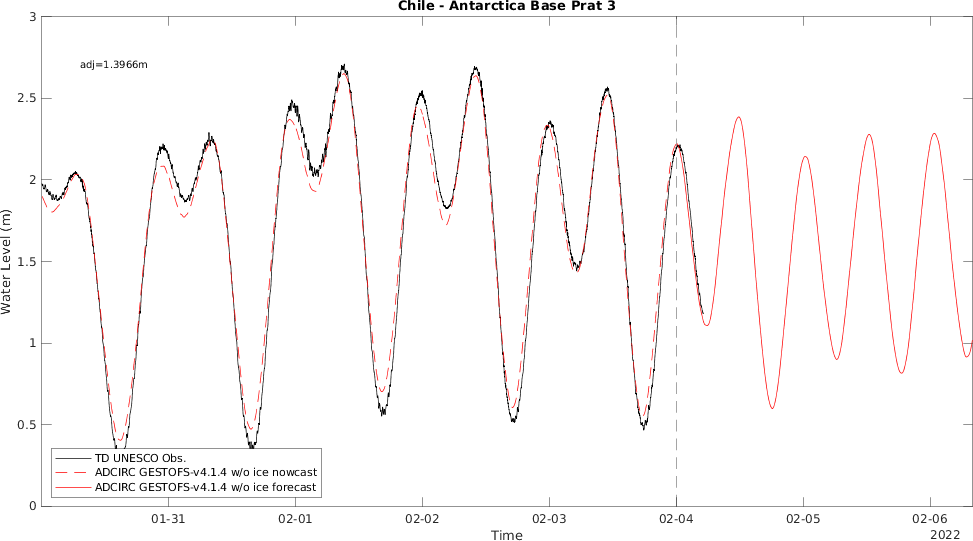 Chile - Antarctica Base Prat 3
adj=1.3966m
3
2.5
2
1.5
1
0.5
0
Water Level (m)
TD UNESCO Obs.
ADCIRC GESTOFS-v4.1.4 w/o ice nowcast
ADCIRC GESTOFS-v4.1.4 w/o ice forecast
01-31 02-01 02-02 02-03 02-04 02-05 02-06
Time
2022